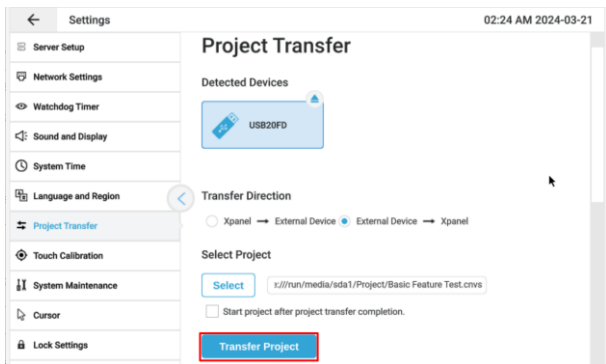 Settings
02:24 AM 2024-03-21
Server Setup
Network Settings
Watchdog Timer
Sound and Display
System Time
Language and Region
Project Transfer
Touch Calibration
System Maintenance
Cursor
Lock Settings
Project Transfer
Detected Devices
USB20FD
Transfer Direction
Xpanel → External Device External Device → Xpanel
Select Project
Select r:///run/media/sda1/Project/Basic Feature Test.cnvs
Start project after project transfer completion.
Transfer Project